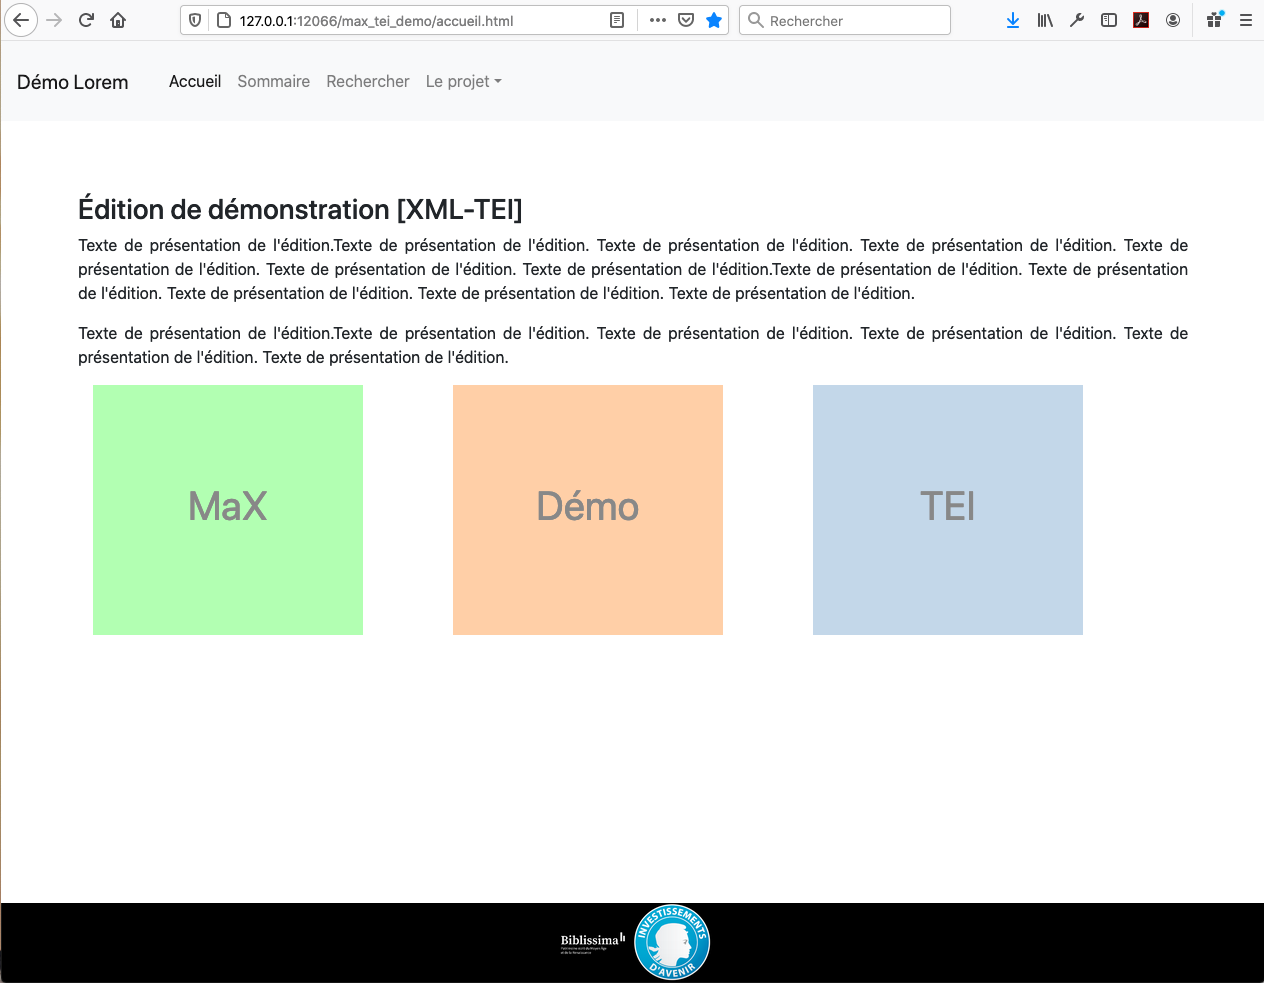 127.0.0.1:12066/max_tei_demo/accueil.html
Rechercher
Démo Lorem
Accueil
Sommaire
Rechercher
Le projet
Édition de démonstration [XML-TEI]
Texte de présentation de l'édition.Texte de présentation de l'édition. Texte de présentation de l'édition. Texte de présentation de l'édition. Texte de
présentation de l'édition. Texte de présentation de l'édition. Texte de présentation de l'édition.Texte de présentation de l'édition. Texte de présentation
de l'édition. Texte de présentation de l'édition. Texte de présentation de l'édition. Texte de présentation de l'édition.
Texte de présentation de l'édition.Texte de présentation de l'édition. Texte de présentation de l'édition. Texte de présentation de l'édition. Texte de
présentation de l'édition. Texte de présentation de l'édition.
MaX
Démo
TEI
Biblissima
INVESTISSEMENTS
D'AVENIR